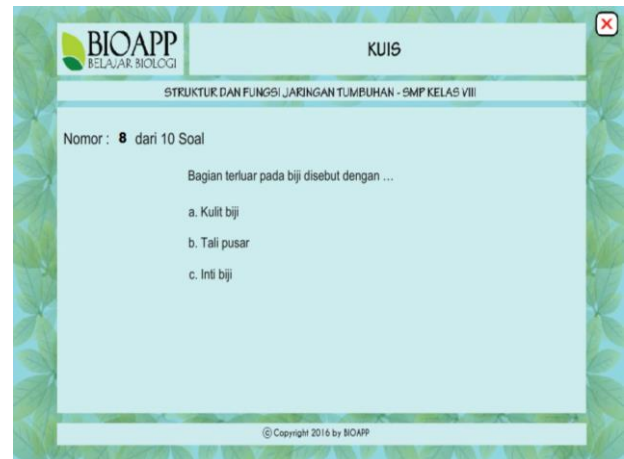 BIOAPP
BELAJAR BIOLOGI
KUIS
STRUKTUR DAN FUNGSI JARINGAN TUMBUHAN - SMP KELAS VIII
Nomor : 8 dari 10 Soal
Bagian terluar pada biji disebut dengan ...
a. Kulit biji
b. Tali pusar
c. Inti biji
© Copyright 2016 by BIOAPP